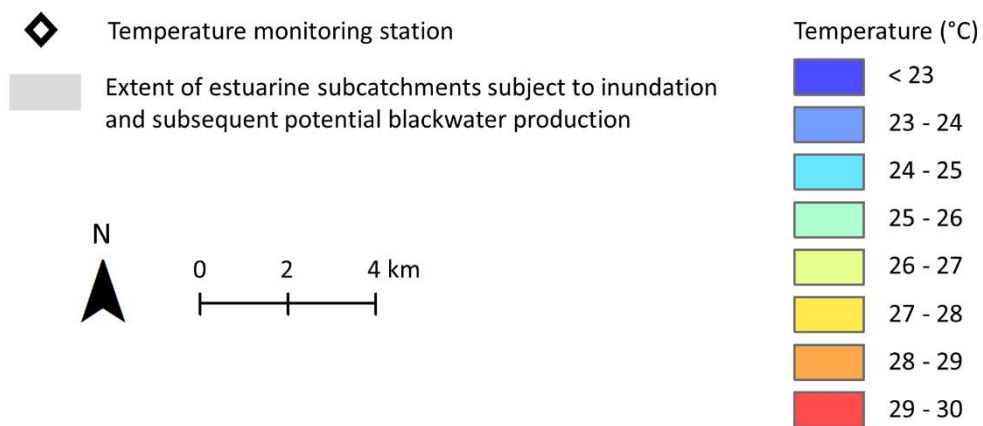 Temperature monitoring station
Extent of estuarine subcatchments subject to inundation
and subsequent potential blackwater production
N
0 2 4 km
Temperature (°C)
< 23
23 - 24
24 - 25
25 - 26
26 - 27
27 - 28
28 - 29
29 - 30